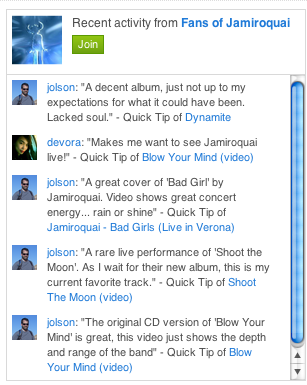 Recent activity from Fans of Jamiroquai
Join
jolson: "A decent album, just not up to my
expectations for what it could have been.
Lacked soul." - Quick Tip of Dynamite
devora: "Makes me want to see Jamiroquai
live!" - Quick Tip of Blow Your Mind (video)
jolson: "A great cover of 'Bad Girl' by
Jamiroquai. Video shows great concert
energy... rain or shine" - Quick Tip of
Jamiroquai - Bad Girls (Live in Verona)
jolson: "A rare live performance of 'Shoot the
Moon'. As I wait for their new album, this is my
current favorite track." - Quick Tip of Shoot
The Moon (video)
jolson: "The original CD version of 'Blow Your
Mind' is great, this video just shows the depth
and range of the band" - Quick Tip of Blow
Your Mind (video)